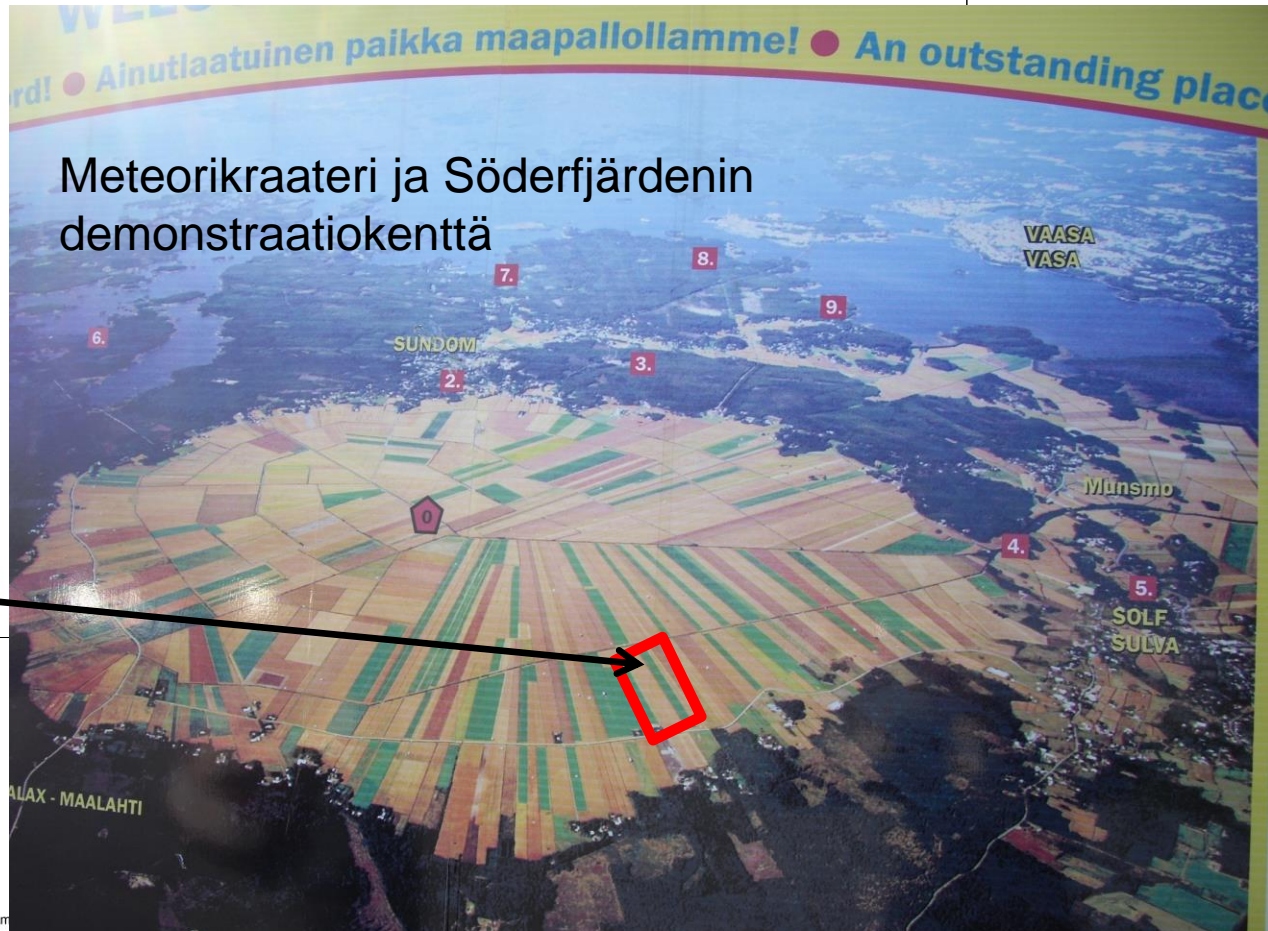 rd! ● Ainutlaatuinen paikka maapallollamme! ● An outstanding place
Meteorikraateri ja Söderfjärdenin
demonstraatiokenttä
VAASA
VASA
8.
7.
9.
6.
SUNDOM
3.
2.
Munsmo
0
4.
5.
SOLF
SULVA
ALAX - MAALAHTI